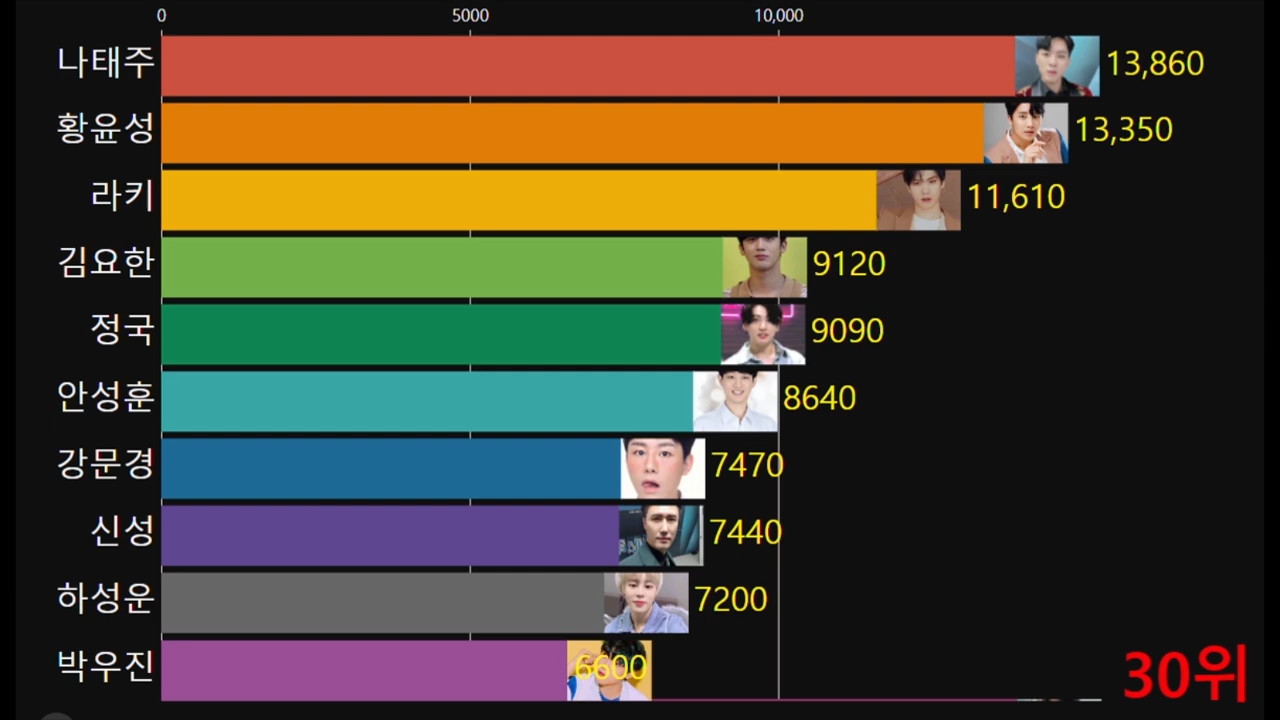 0 5000 10,000
나태주 13,860
황윤성 13,350
라키 11,610
김요한 9120
정국 9090
안성훈 8640
강문경 7470
신성 7440
하성운 7200
박우진 6600
30위